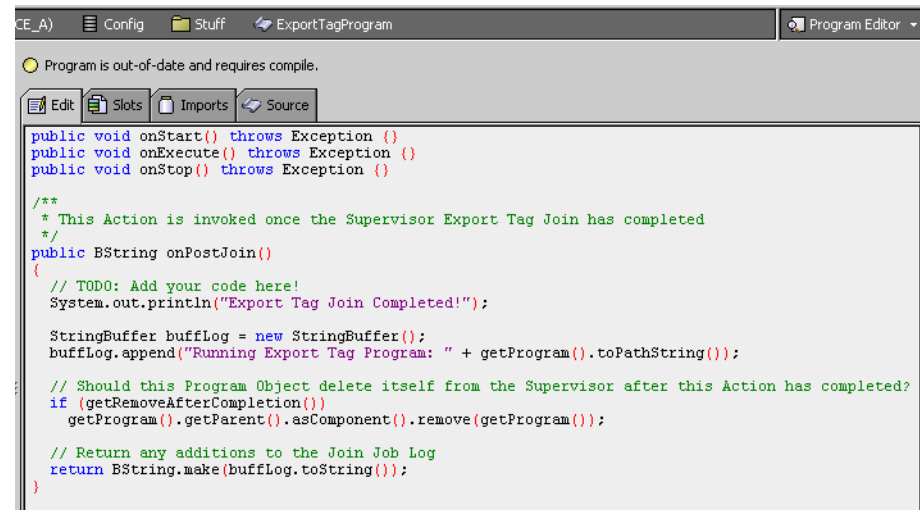 CE_A) Config Stuff ExportTagProgram Program Editor
Program is out-of-date and requires compile.
Edit Slots Imports Source
public void onStart() throws Exception {}
public void onExecute() throws Exception {}
public void onStop() throws Exception {}
/**
* This Action is invoked once the Supervisor Export Tag Join has completed
*/
public BString onPostJoin()
{
// TODO: Add your code here!
System.out.println("Export Tag Join Completed!");
StringBuffer buffLog = new StringBuffer();
buffLog.append("Running Export Tag Program: " + getProgram().toPathString());
// Should this Program Object delete itself from the Supervisor after this Action has completed?
if (getRemoveAfterCompletion())
getProgram().getParent().asComponent().remove(getProgram());
// Return any additions to the Join Job Log
return BString.make(buffLog.toString());
}